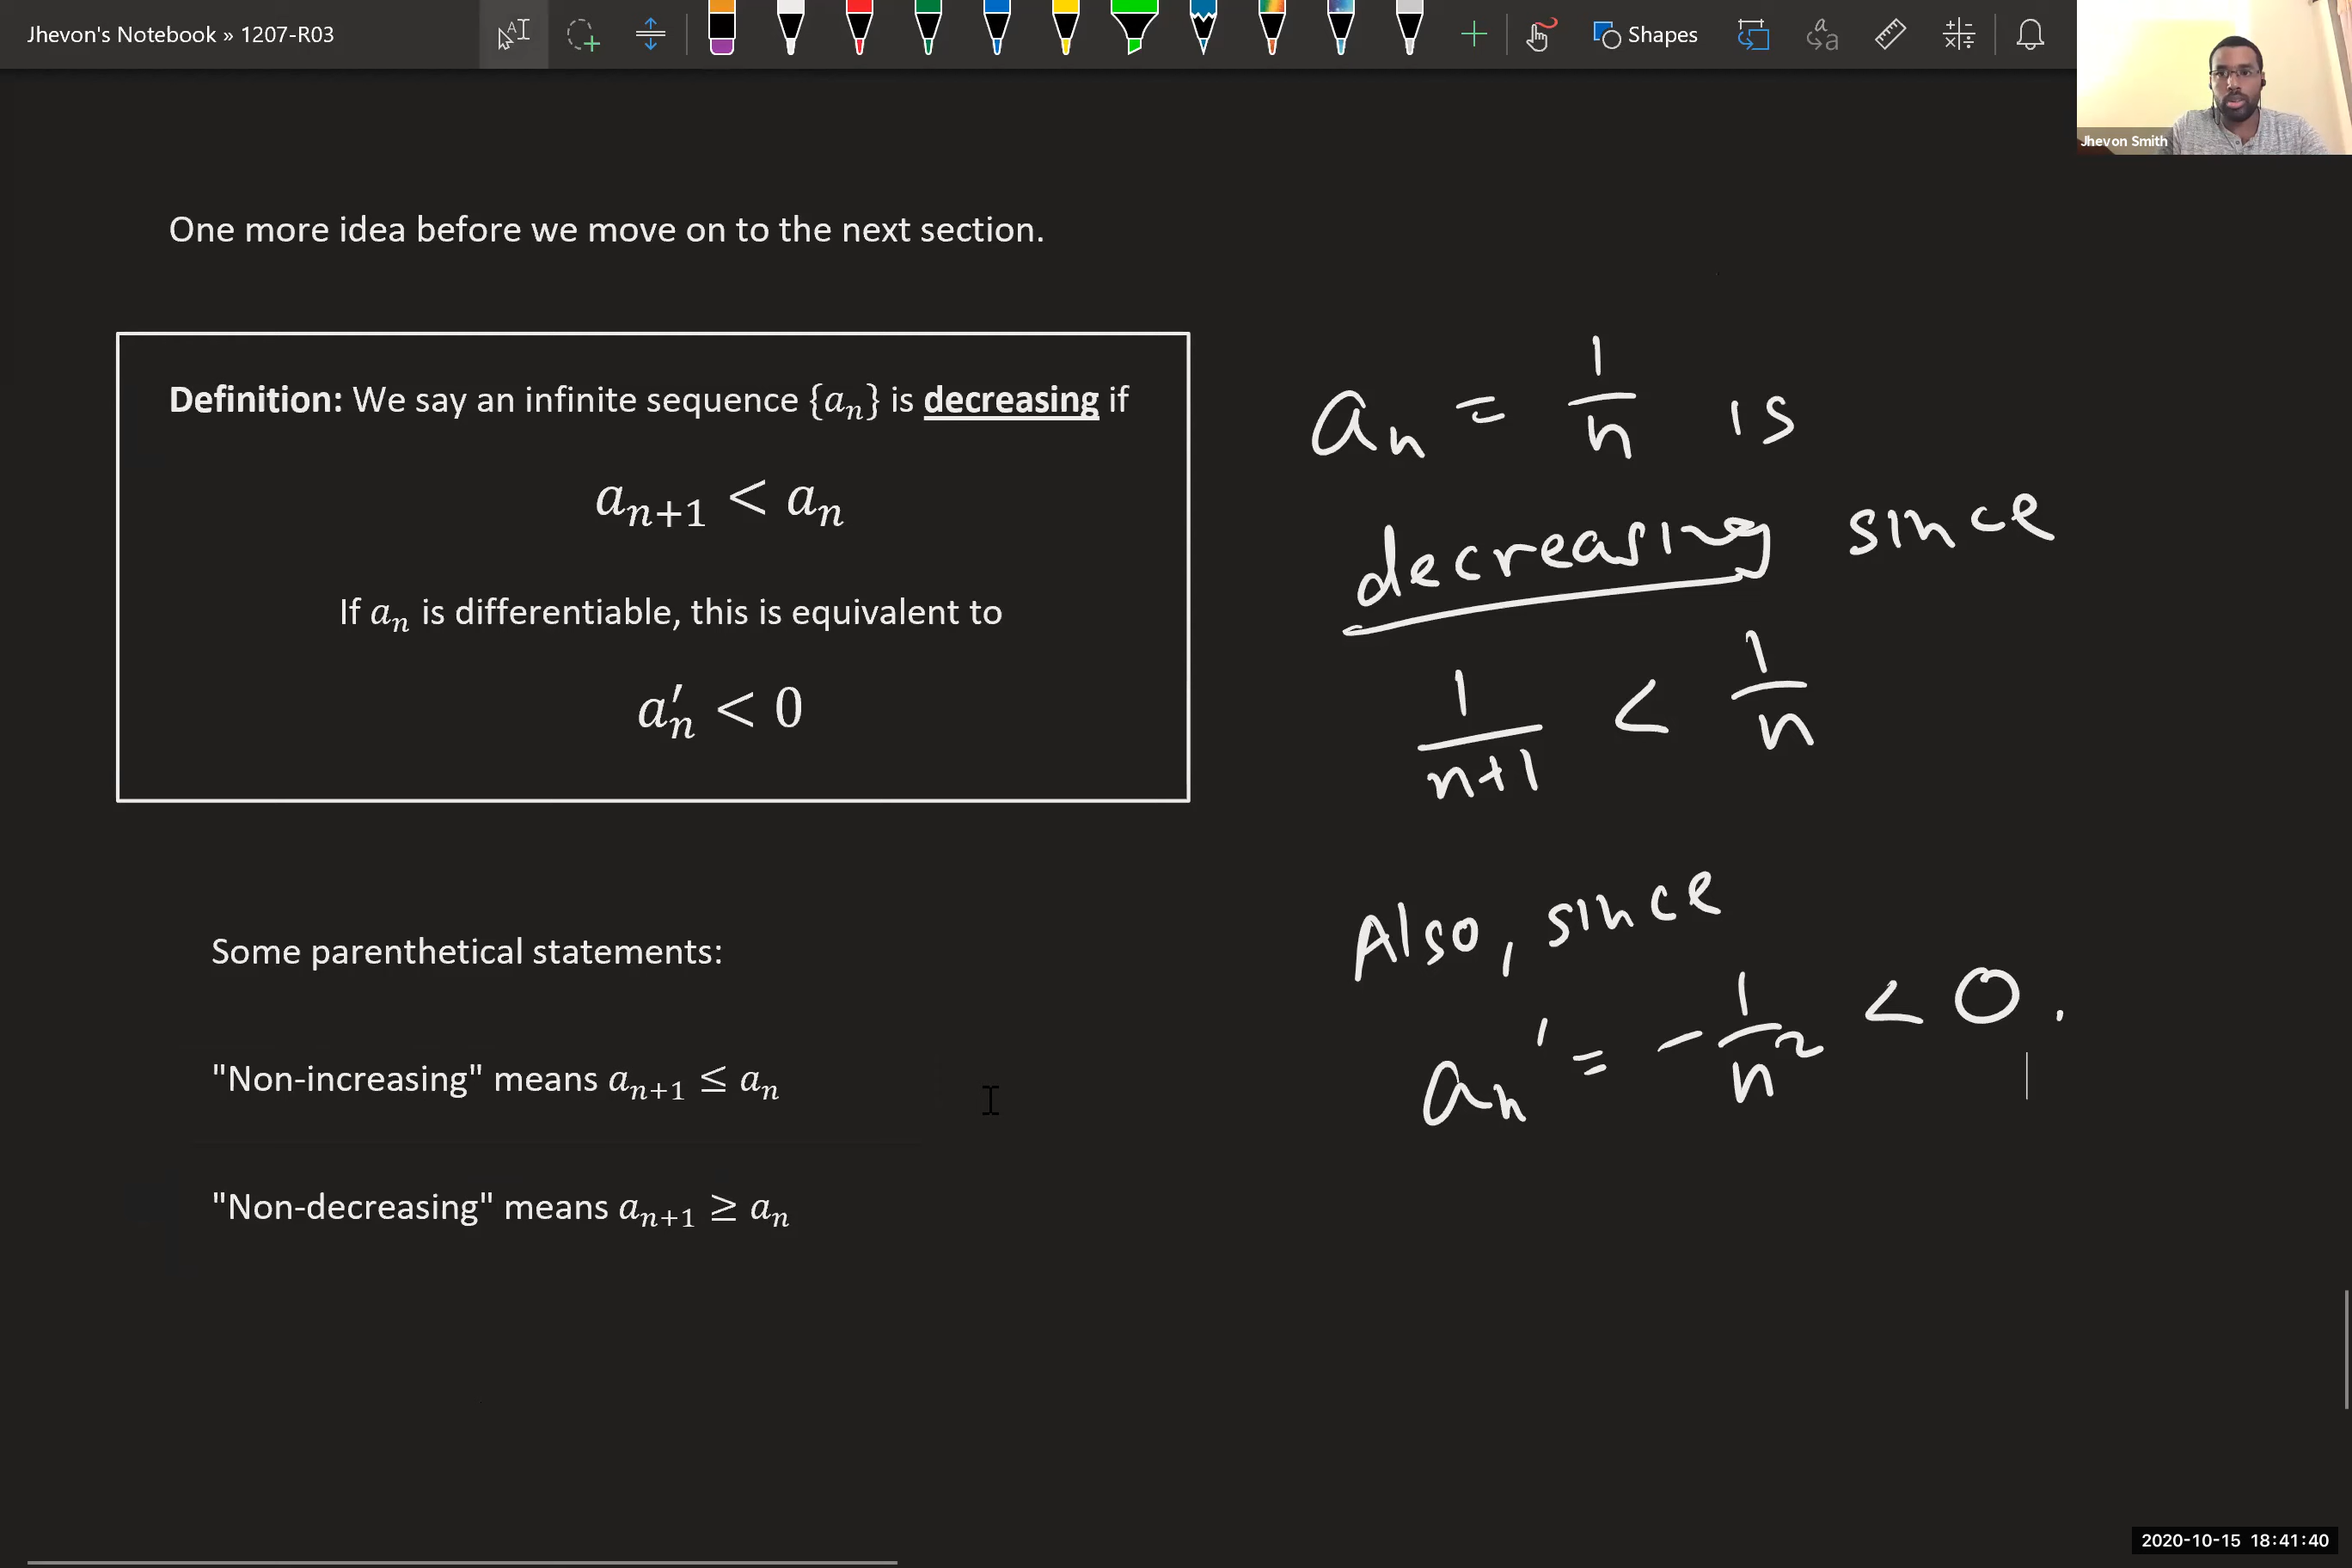 Jhevon's Notebook » 1207-R03
Shapes
Jhevon Smith
One more idea before we move on to the next section.
Definition: We say an infinite sequence {aₙ} is decreasing if
aₙ₊₁ < aₙ
If aₙ is differentiable, this is equivalent to
a′ₙ < 0
Some parenthetical statements:
"Non-increasing" means aₙ₊₁ ≤ aₙ
"Non-decreasing" means aₙ₊₁ ≥ aₙ
aₙ = 1/n is
decreasing since
1/(n+1) < 1/n
Also, since
aₙ' = -1/n² < 0.
2020-10-15 18:41:40